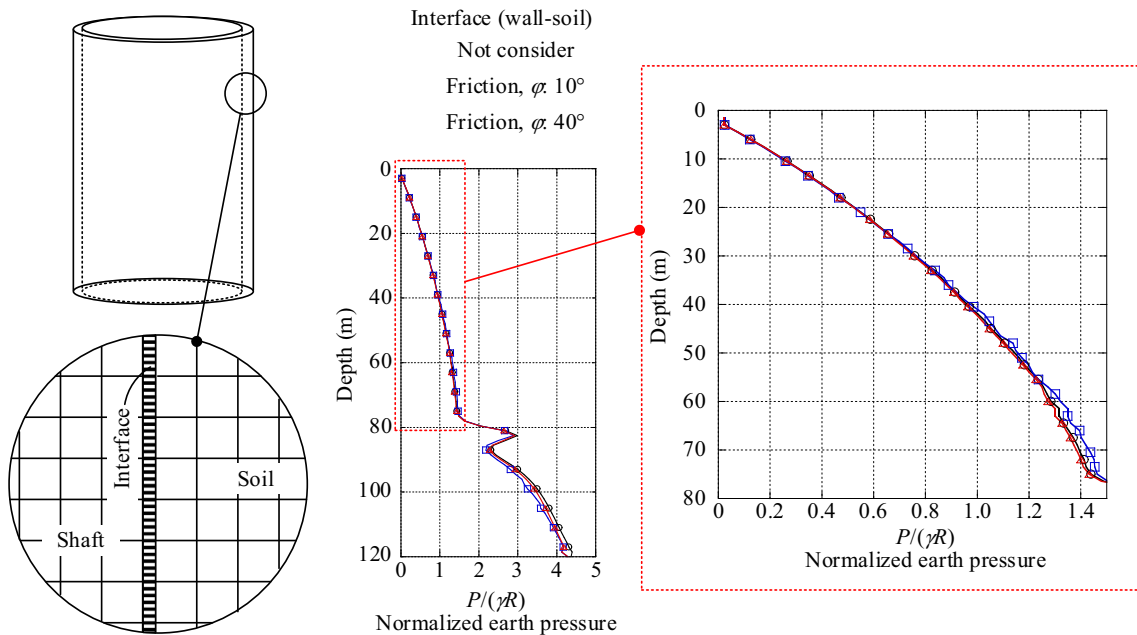 Interface (wall-soil)
Not consider
Friction, φ: 10°
Friction, φ: 40°
Interface
Soil
Shaft
0
20
40
60
80
100
120
Depth (m)
0 1 2 3 4 5
P/(γR)
Normalized earth pressure
0
10
20
30
40
50
60
70
80
Depth (m)
0 0.2 0.4 0.6 0.8 1.0 1.2 1.4
P/(γR)
Normalized earth pressure